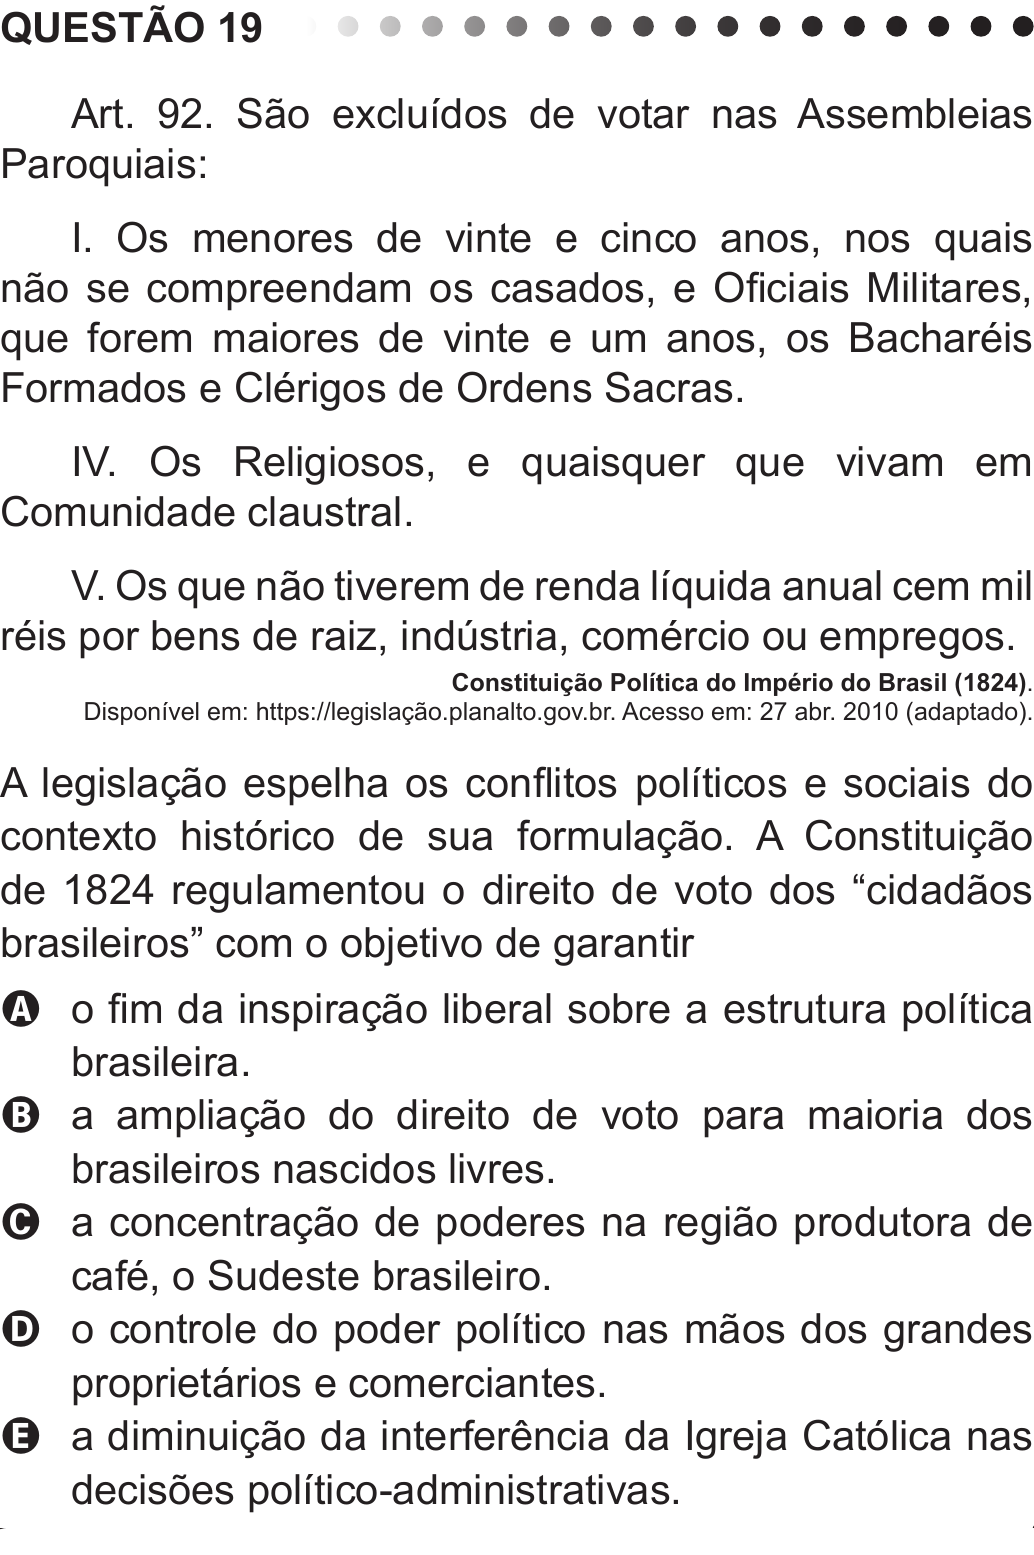 QUESTÃO 19
Art. 92. São excluídos de votar nas Assembleias
Paroquiais:
I. Os menores de vinte e cinco anos, nos quais
não se compreendam os casados, e Oficiais Militares,
que forem maiores de vinte e um anos, os Bacharéis
Formados e Clérigos de Ordens Sacras.
IV. Os Religiosos, e quaisquer que vivam em
Comunidade claustral.
V. Os que não tiverem de renda líquida anual cem mil
réis por bens de raiz, indústria, comércio ou empregos.
Constituição Política do Império do Brasil (1824).
Disponível em: https://legislação.planalto.gov.br. Acesso em: 27 abr. 2010 (adaptado).
A legislação espelha os conflitos políticos e sociais do
contexto histórico de sua formulação. A Constituição
de 1824 regulamentou o direito de voto dos “cidadãos
brasileiros” com o objetivo de garantir
A o fim da inspiração liberal sobre a estrutura política
brasileira.
B a ampliação do direito de voto para maioria dos
brasileiros nascidos livres.
C a concentração de poderes na região produtora de
café, o Sudeste brasileiro.
D o controle do poder político nas mãos dos grandes
proprietários e comerciantes.
E a diminuição da interferência da Igreja Católica nas
decisões político-administrativas.